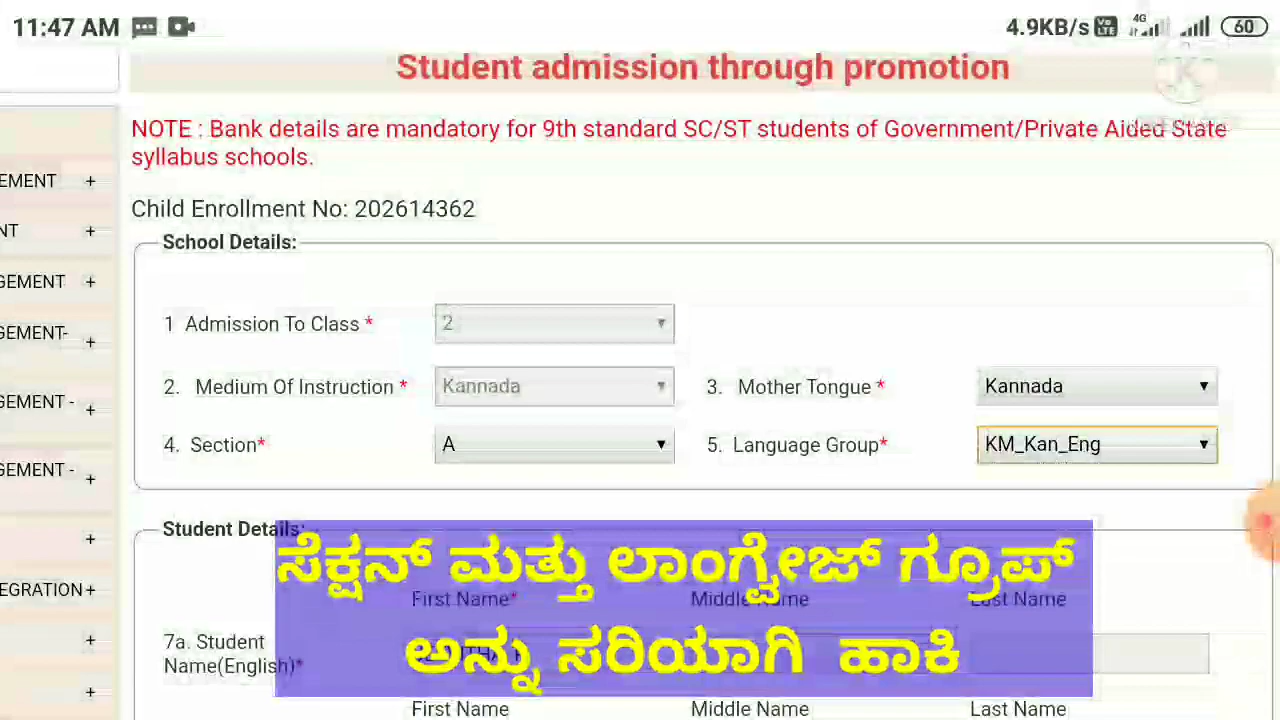 11:47 AM 4.9KB/s Vo LTE 4G 60
Student admission through promotion
NOTE : Bank details are mandatory for 9th standard SC/ST students of Government/Private Aided State
syllabus schools.
Child Enrollment No: 202614362
School Details:
EMENT +
NT +
GEMENT +
GEMENT- +
GEMENT - +
GEMENT - +
+
EGRATION+
+
+
1 Admission To Class * 2
2. Medium Of Instruction * Kannada 3. Mother Tongue * Kannada
4. Section* A 5. Language Group* KM_Kan_Eng
Student Details:
ಸೆಕ್ಷನ್ ಮತ್ತು ಲಾಂಗ್ವೇಜ್ ಗ್ರೂಪ್
First Name* Middle Name Last Name
7a. Student
Name(English)*
ಅನ್ನು ಸರಿಯಾಗಿ ಹಾಕಿ
First Name Middle Name Last Name